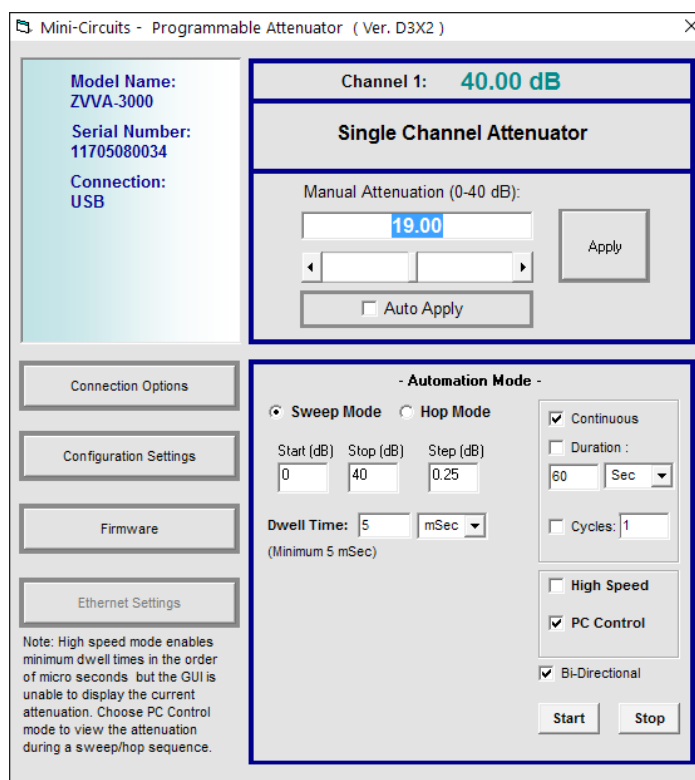 Mini-Circuits - Programmable Attenuator ( Ver. D3X2 )
Model Name:
ZVVA-3000
Serial Number:
11705080034
Connection:
USB
Channel 1: 40.00 dB
Single Channel Attenuator
Manual Attenuation (0-40 dB):
19.00
Apply
Auto Apply
Connection Options
Configuration Settings
Firmware
Ethernet Settings
Note: High speed mode enables
minimum dwell times in the order
of micro seconds but the GUI is
unable to display the current
attenuation. Choose PC Control
mode to view the attenuation
during a sweep/hop sequence.
- Automation Mode -
Sweep Mode Hop Mode
Start (dB) Stop (dB) Step (dB)
0 40 0.25
Dwell Time: 5 mSec
(Minimum 5 mSec)
Continuous
Duration :
60 Sec
Cycles: 1
High Speed
PC Control
Bi-Directional
Start Stop